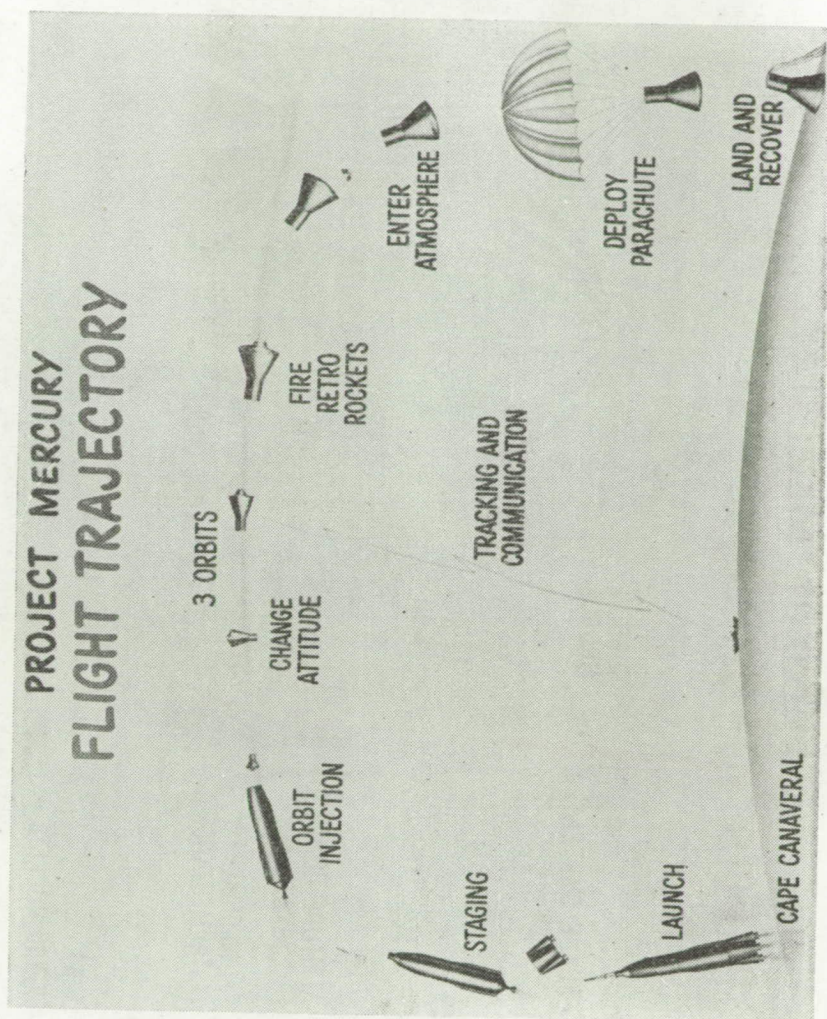 PROJECT MERCURY
FLIGHT TRAJECTORY
3 ORBITS
ORBIT
INJECTION
CHANGE
ATTITUDE
FIRE
RETRO
ROCKETS
ENTER
ATMOSPHERE
STAGING
TRACKING AND
COMMUNICATION
DEPLOY
PARACHUTE
LAUNCH
LAND AND
RECOVER
CAPE CANAVERAL